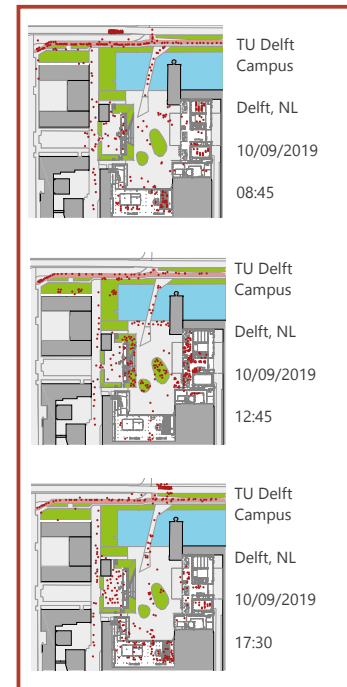 TU Delft
Campus
Delft, NL
10/09/2019
08:45
TU Delft
Campus
Delft, NL
10/09/2019
12:45
TU Delft
Campus
Delft, NL
10/09/2019
17:30